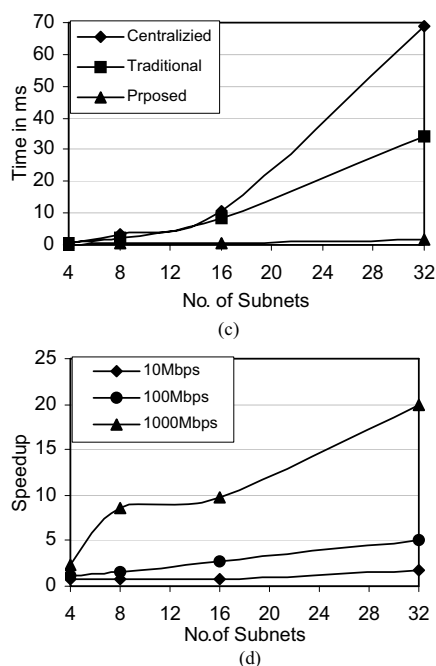 70
60
50
40
30
20
10
0
Time in ms
Centralizied
Traditional
Prposed
4 8 12 16 20 24 28 32
No. of Subnets
(c)
25
20
15
10
5
0
Speedup
10Mbps
100Mbps
1000Mbps
4 8 12 16 20 24 28 32
No.of Subnets
(d)